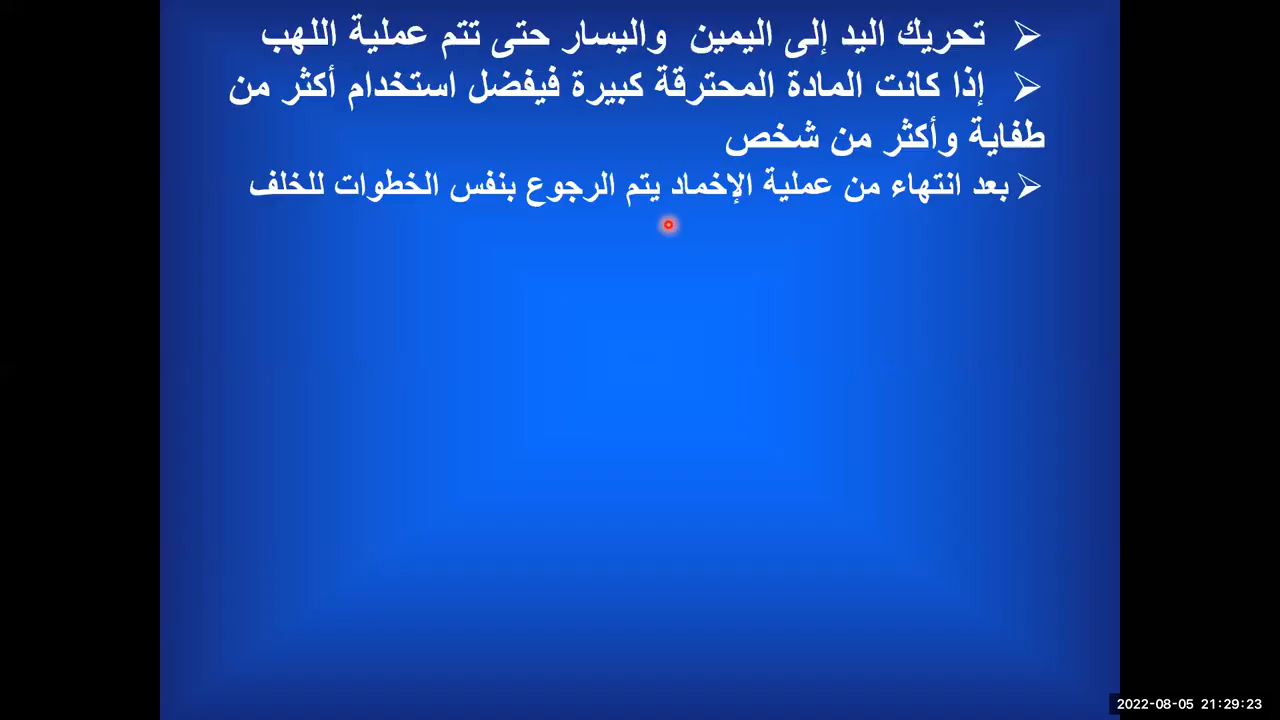 تحريك اليد إلى اليمين واليسار حتى تتم عملية اللهب
إذا كانت المادة المحترقة كبيرة فيفضل استخدام أكثر من
طفاية وأكثر من شخص
بعد انتهاء من عملية الإخماد يتم الرجوع بنفس الخطوات للخلف
2022-08-05 21:29:23